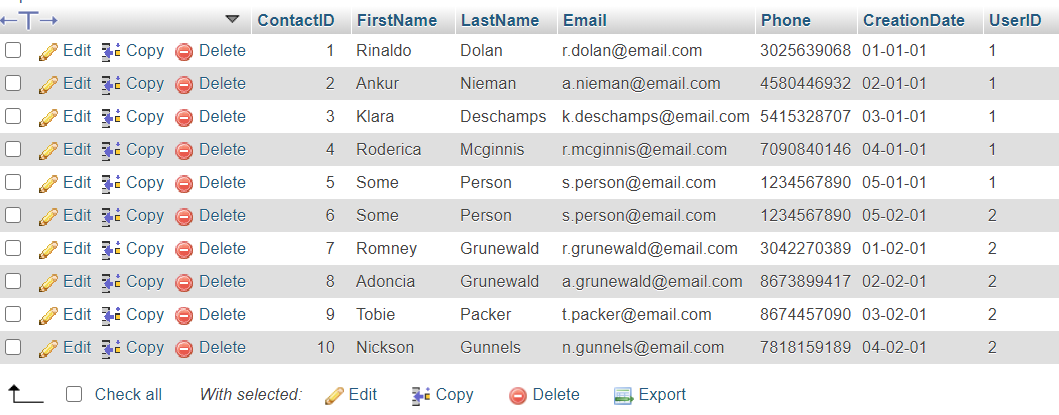 ContactID FirstName LastName Email Phone CreationDate UserID
Edit Copy Delete 1 Rinaldo Dolan r.dolan@email.com 3025639068 01-01-01 1
Edit Copy Delete 2 Ankur Nieman a.nieman@email.com 4580446932 02-01-01 1
Edit Copy Delete 3 Klara Deschamps k.deschamps@email.com 5415328707 03-01-01 1
Edit Copy Delete 4 Roderica Mcginnis r.mcginnis@email.com 7090840146 04-01-01 1
Edit Copy Delete 5 Some Person s.person@email.com 1234567890 05-01-01 1
Edit Copy Delete 6 Some Person s.person@email.com 1234567890 05-02-01 2
Edit Copy Delete 7 Romney Grunewald r.grunewald@email.com 3042270389 01-02-01 2
Edit Copy Delete 8 Adoncia Grunewald a.grunewald@email.com 8673899417 02-02-01 2
Edit Copy Delete 9 Tobie Packer t.packer@email.com 8674457090 03-02-01 2
Edit Copy Delete 10 Nickson Gunnels n.gunnels@email.com 7818159189 04-02-01 2
Check all With selected: Edit Copy Delete Export